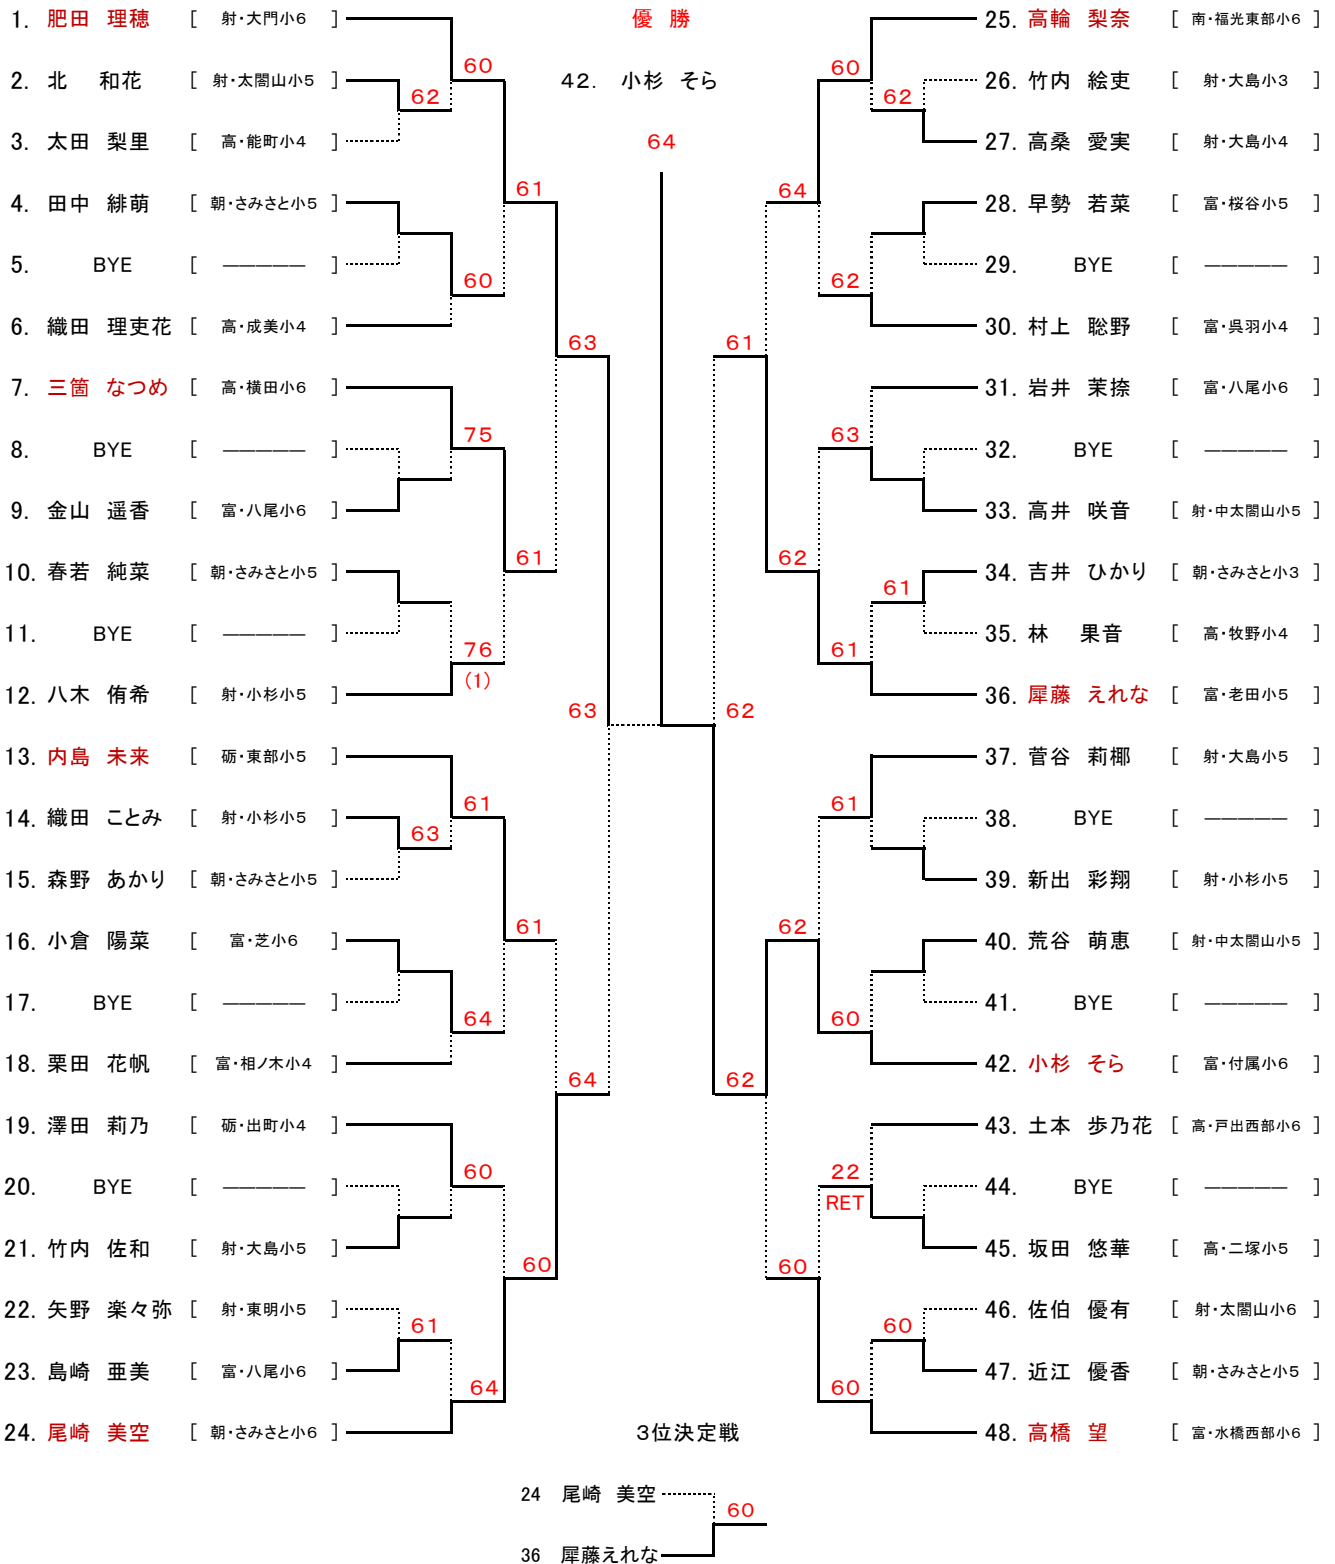 優 勝
42. 小杉 そら
64
1. 肥田 理穂 [ 射・大門小6 ]
2. 北 和花 [ 射・太閤山小5 ]
3. 太田 梨里 [ 高・能町小4 ]
4. 田中 緋萌 [ 朝・さみさと小5 ]
5. BYE [ ————— ]
6. 織田 理吏花 [ 高・成美小4 ]
7. 三箇 なつめ [ 高・横田小6 ]
8. BYE [ ————— ]
9. 金山 遥香 [ 富・八尾小6 ]
10. 春若 純菜 [ 朝・さみさと小5 ]
11. BYE [ ————— ]
12. 八木 侑希 [ 射・小杉小5 ]
13. 内島 未来 [ 砺・東部小5 ]
14. 織田 ことみ [ 射・小杉小5 ]
15. 森野 あかり [ 朝・さみさと小5 ]
16. 小倉 陽菜 [ 富・芝小6 ]
17. BYE [ ————— ]
18. 栗田 花帆 [ 富・相ノ木小4 ]
19. 澤田 莉乃 [ 砺・出町小4 ]
20. BYE [ ————— ]
21. 竹内 佐和 [ 射・大島小5 ]
22. 矢野 楽々弥 [ 射・東明小5 ]
23. 島崎 亜美 [ 富・八尾小6 ]
24. 尾崎 美空 [ 朝・さみさと小6 ]
62
63
61
60
60
75
76
(1)
61
64
60
64
61
61
61
60
63
64
63
25. 高輪 梨奈 [ 南・福光東部小6 ]
26. 竹内 絵吏 [ 射・大島小3 ]
27. 高桑 愛実 [ 射・大島小4 ]
28. 早勢 若菜 [ 富・桜谷小5 ]
29. BYE [ ————— ]
30. 村上 聡野 [ 富・呉羽小4 ]
31. 岩井 茉捺 [ 富・八尾小6 ]
32. BYE [ ————— ]
33. 高井 咲音 [ 射・中太閤山小5 ]
34. 吉井 ひかり [ 朝・さみさと小3 ]
35. 林 果音 [ 高・牧野小4 ]
36. 犀藤 えれな [ 富・老田小5 ]
37. 菅谷 莉梛 [ 射・大島小5 ]
38. BYE [ ————— ]
39. 新出 彩翔 [ 射・小杉小5 ]
40. 荒谷 萌恵 [ 射・中太閤山小5 ]
41. BYE [ ————— ]
42. 小杉 そら [ 富・付属小6 ]
43. 土本 歩乃花 [ 高・戸出西部小6 ]
44. BYE [ ————— ]
45. 坂田 悠華 [ 高・二塚小5 ]
46. 佐伯 優有 [ 射・太閤山小6 ]
47. 近江 優香 [ 朝・さみさと小5 ]
48. 高橋 望 [ 富・水橋西部小6 ]
62
61
60
60
62
63
61
61
60
22
RET
60
64
62
62
60
61
62
62
3位決定戦
24 尾崎 美空
60
36 犀藤えれな